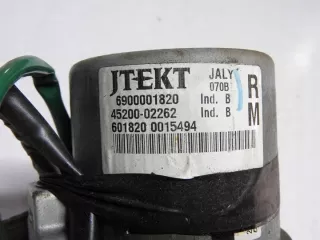 JTEKT JALY R
070B
6900001820 Ind. B
45200-02262 Ind. B M
601820 0015494